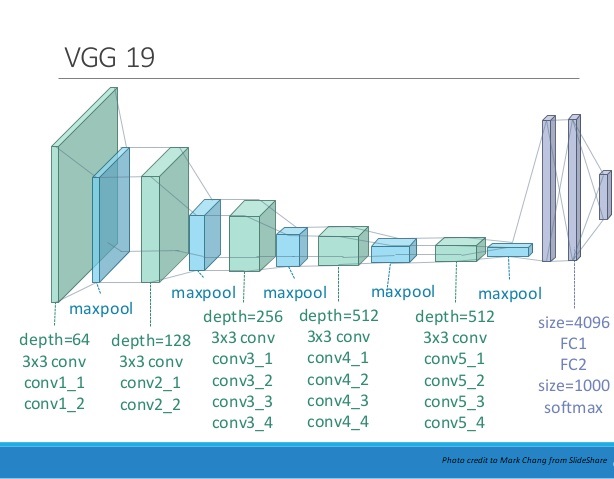 VGG 19
maxpool
maxpool
maxpool
maxpool
maxpool
depth=64
3x3 conv
conv1_1
conv1_2
depth=128
3x3 conv
conv2_1
conv2_2
depth=256
3x3 conv
conv3_1
conv3_2
conv3_3
conv3_4
depth=512
3x3 conv
conv4_1
conv4_2
conv4_3
conv4_4
depth=512
3x3 conv
conv5_1
conv5_2
conv5_3
conv5_4
size=4096
FC1
FC2
size=1000
softmax
Photo credit to Mark Chang from SlideShare